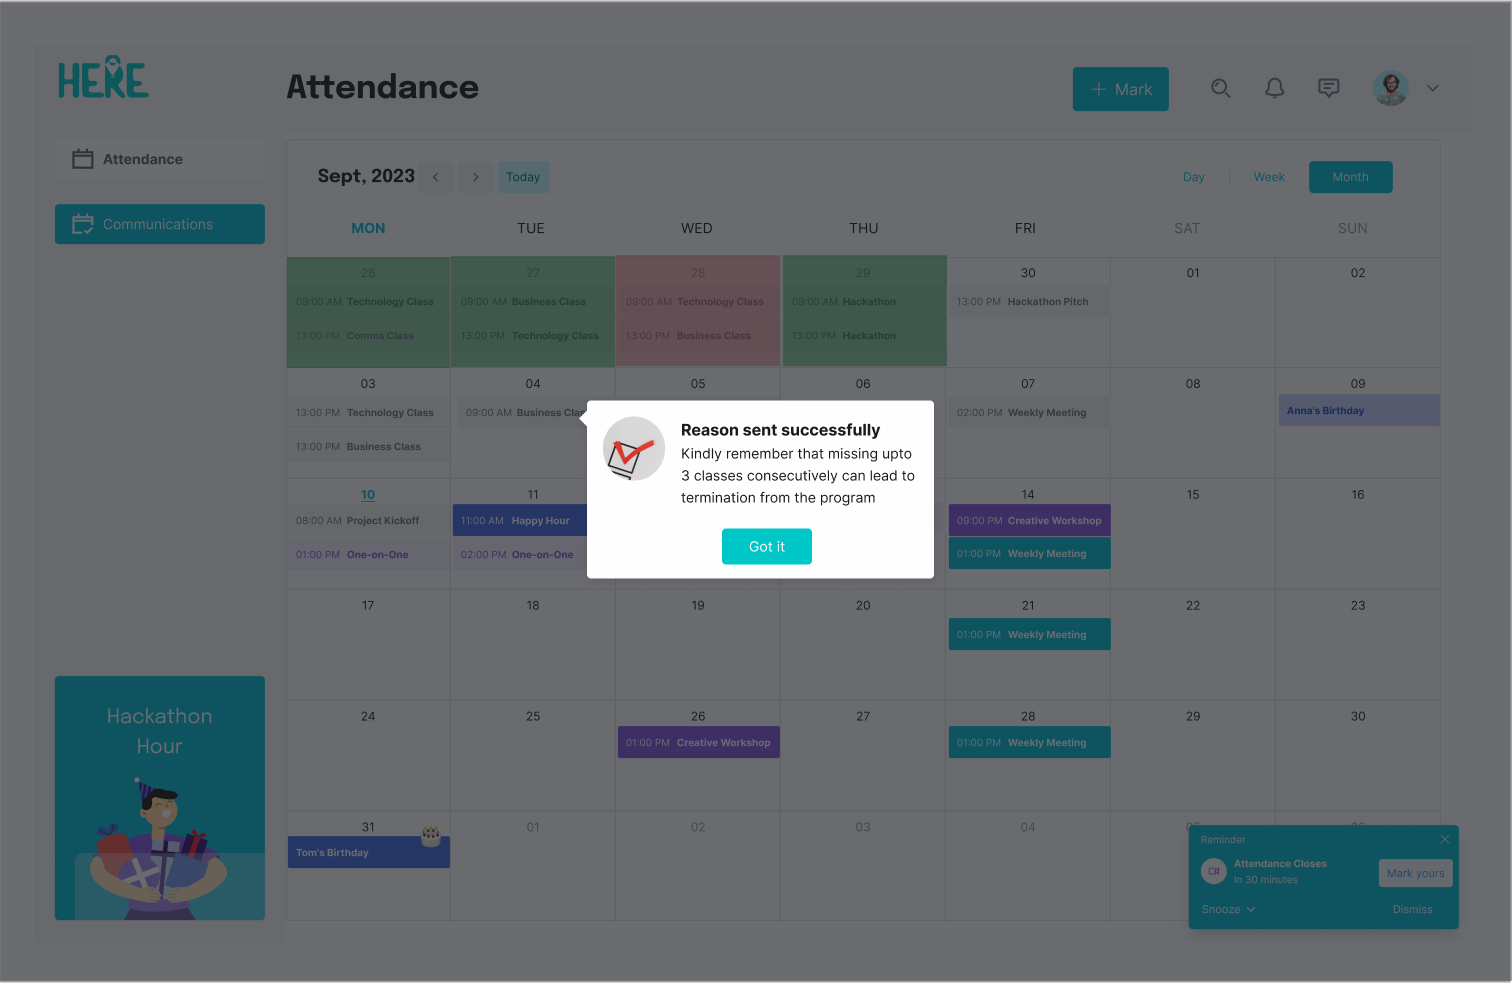 HERE
Attendance
+ Mark
Attendance
Communications
Sept, 2023
Today
Day
Week
Month
MON TUE WED THU FRI SAT SUN
26 27 28 29 30 01 02
09:00 AM Technology Class
09:00 AM Business Class
09:00 AM Technology Class
09:00 AM Hackathon
13:00 PM Hackathon Pitch
13:00 PM Comms Class
13:00 PM Technology Class
13:00 PM Business Class
13:00 PM Hackathon
03 04 05 06 07 08 09
13:00 PM Technology Class
09:00 AM Business Clas
02:00 PM Weekly Meeting
Anna's Birthday
13:00 PM Business Class
Reason sent successfully
Kindly remember that missing upto
3 classes consecutively can lead to
termination from the program
Got it
10 11 14 15 16
08:00 AM Project Kickoff
11:00 AM Happy Hour
09:00 PM Creative Workshop
01:00 PM One-on-One
02:00 PM One-on-One
01:00 PM Weekly Meeting
17 18 19 20 21 22 23
01:00 PM Weekly Meeting
24 25 26 27 28 29 30
01:00 PM Creative Workshop
01:00 PM Weekly Meeting
31 01 02 03 04
Tom's Birthday
Hackathon
Hour
Reminder
Attendance Closes
In 30 minutes
Mark yours
Snooze
Dismiss